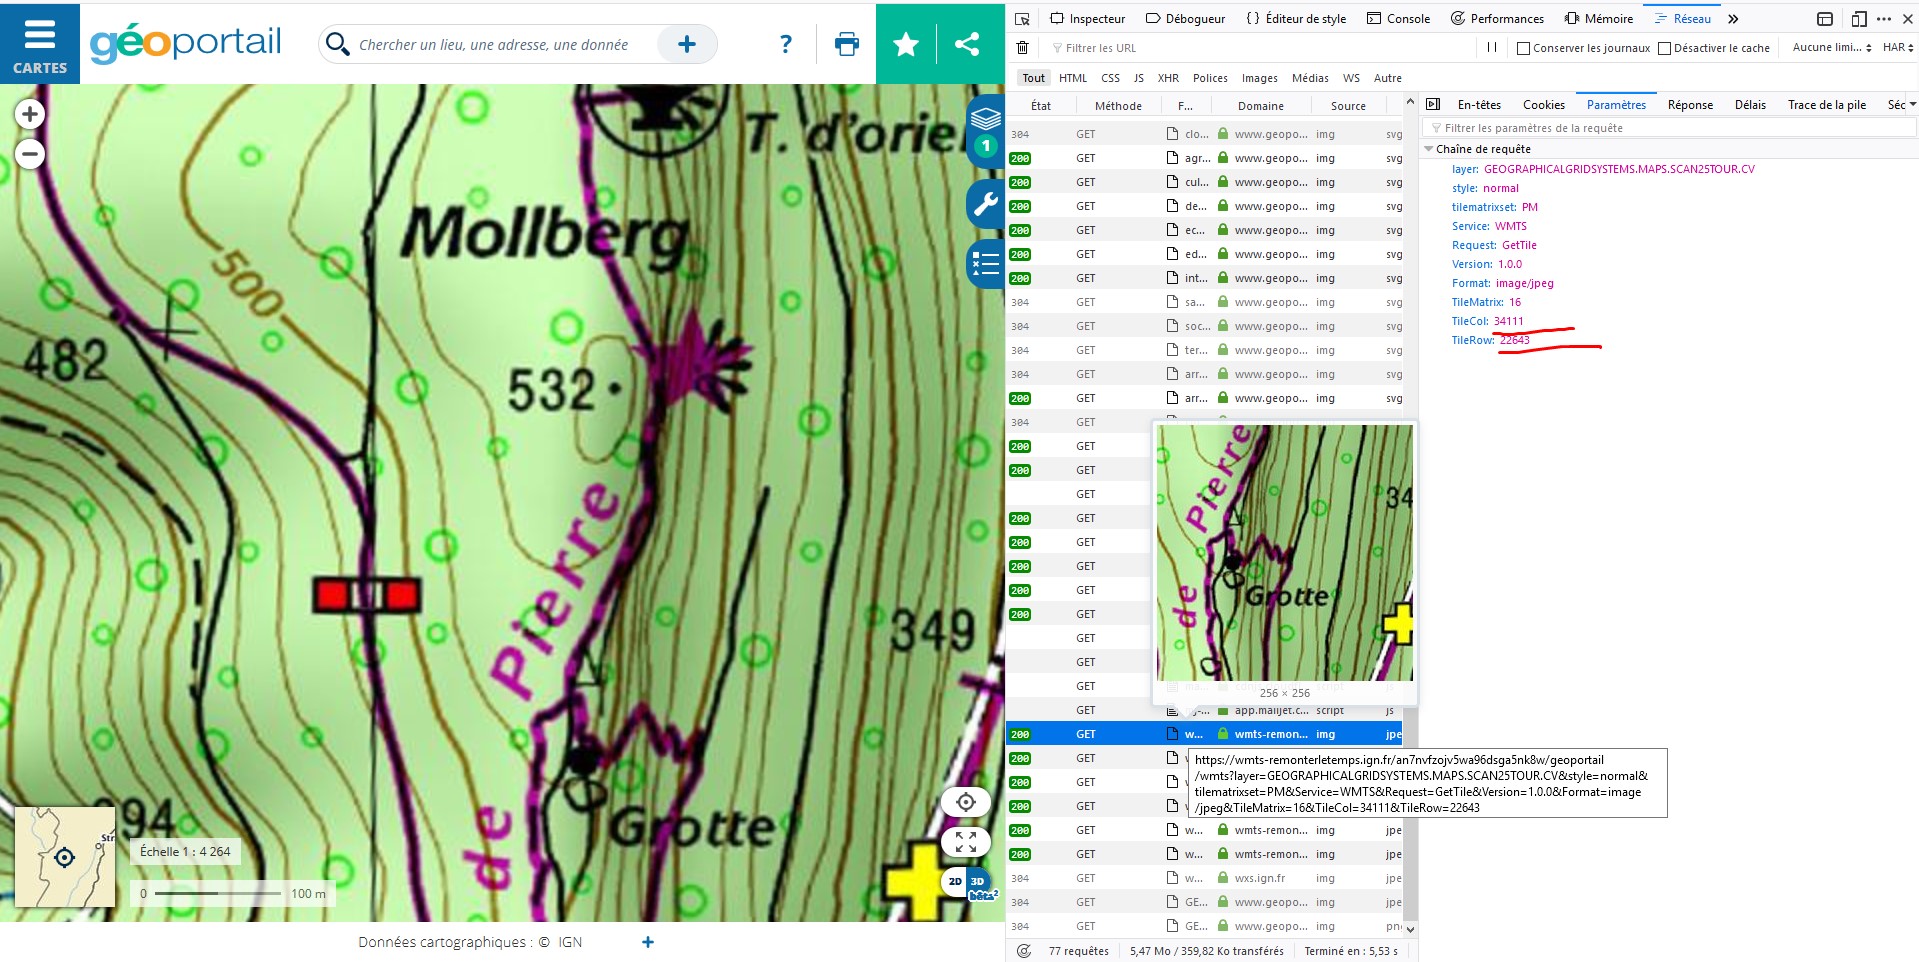 CARTES
géoportail
Chercher un lieu, une adresse, une donnée
+
?
+
−
1
T. d'orie
Mollberg
500
482
532
Pierre
349
de
Grotte
394
Str
Échelle 1 : 4 264
0 100 m
2D 3D
bêta 2
Données cartographiques : © IGN +
Inspecteur Débogueur {} Éditeur de style Console Performances Mémoire Réseau
Filtrer les URL
Conserver les journaux Désactiver le cache Aucune limi... HAR
Tout HTML CSS JS XHR Polices Images Médias WS Autre
État Méthode F... Domaine Source
304 GET clo... www.geopo... img svg
200 GET agr... www.geopo... img svg
200 GET cul... www.geopo... img svg
200 GET de... www.geopo... img svg
200 GET ec... www.geopo... img svg
200 GET ed... www.geopo... img svg
200 GET int... www.geopo... img svg
304 GET sa... www.geopo... img svg
304 GET soc... www.geopo... img svg
304 GET ter... www.geopo... img svg
304 GET arr... www.geopo... img svg
200 GET arr... www.geopo... img svg
304 GET
200 GET
200 GET
GET
200 GET
200 GET
200 GET
200 GET
200 GET
GET
GET
GET
GET app.mailjet.c... script js
200 GET w... wmts-remon... img jpe
200 GET
200 GET
200 GET
200 GET w... wmts-remon... img jpe
200 GET w... wmts-remon... img jpe
304 GET w... wxs.ign.fr img jpe
304 GET GE... www.geopo... img jpe
304 GET GE... www.geopo... img pn
77 requêtes 5,47 Mo / 359,82 Ko transférés Terminé en : 5,53 s
Pierre
34
de
Grotte
256 × 256
https://wmts-remonterletemps.ign.fr/an7nvfzojv5wa96dsga5nk8w/geoportail
/wmts?layer=GEOGRAPHICALGRIDSYSTEMS.MAPS.SCAN25TOUR.CV&style=normal&
tilematrixset=PM&Service=WMTS&Request=GetTile&Version=1.0.0&Format=image
/jpeg&TileMatrix=16&TileCol=34111&TileRow=22643
En-têtes Cookies Paramètres Réponse Délais Trace de la pile Séc
Filtrer les paramètres de la requête
Chaîne de requête
layer: GEOGRAPHICALGRIDSYSTEMS.MAPS.SCAN25TOUR.CV
style: normal
tilematrixset: PM
Service: WMTS
Request: GetTile
Version: 1.0.0
Format: image/jpeg
TileMatrix: 16
TileCol: 34111
TileRow: 22643